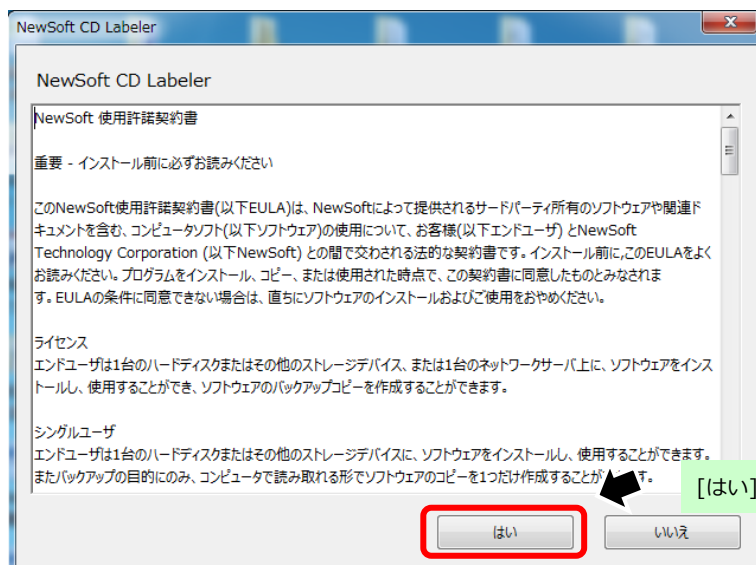 NewSoft CD Labeler
NewSoft CD Labeler
NewSoft 使用許諾契約書
重要 - インストール前に必ずお読みください
このNewSoft使用許諾契約書(以下EULA)は、NewSoftによって提供されるサードパーティ所有のソフトウェアや関連ド
キュメントを含む、コンピュータソフト(以下ソフトウェア)の使用について、お客様(以下エンドユーザ) とNewSoft
Technology Corporation (以下NewSoft) との間で交わされる法的な契約書です。インストール前に,このEULAをよく
お読みください。プログラムをインストール、コピー、または使用された時点で、この契約書に同意したものとみなされま
す。EULAの条件に同意できない場合は、直ちにソフトウェアのインストールおよびご使用をおやめください。
ライセンス
エンドユーザは1台のハードディスクまたはその他のストレージデバイス、または1台のネットワークサーバ上に、ソフトウェアをインス
トールし、使用することができ、ソフトウェアのバックアップコピーを作成することができます。
シングルユーザ
エンドユーザは1台のハードディスクまたはその他のストレージデバイスに、ソフトウェアをインストールし、使用することができます。
またバックアップの目的にのみ、コンピュータで読み取れる形でソフトウェアのコピーを1つだけ作成することが
す。
[はい]
はい
いいえ